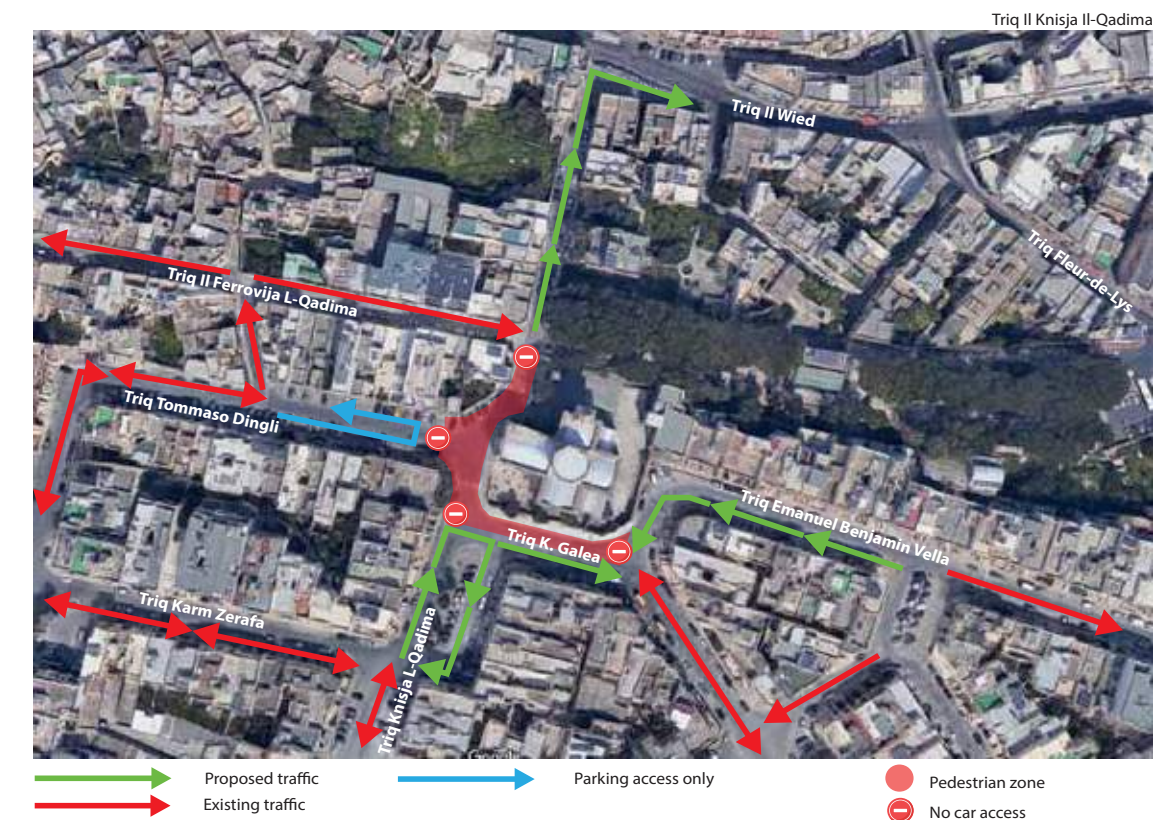 Triq Il Knisja Il-Qadima
Triq Il Wied
Triq Fleur-de-Lys
Triq Il Ferrovija L-Qadima
Triq Tommaso Dingli
Triq Emanuel Benjamin Vella
Triq K. Galea
Triq Karm Zerafa
Triq Knisja L-Qadima
Google
Proposed traffic
Parking access only
Pedestrian zone
Existing traffic
No car access